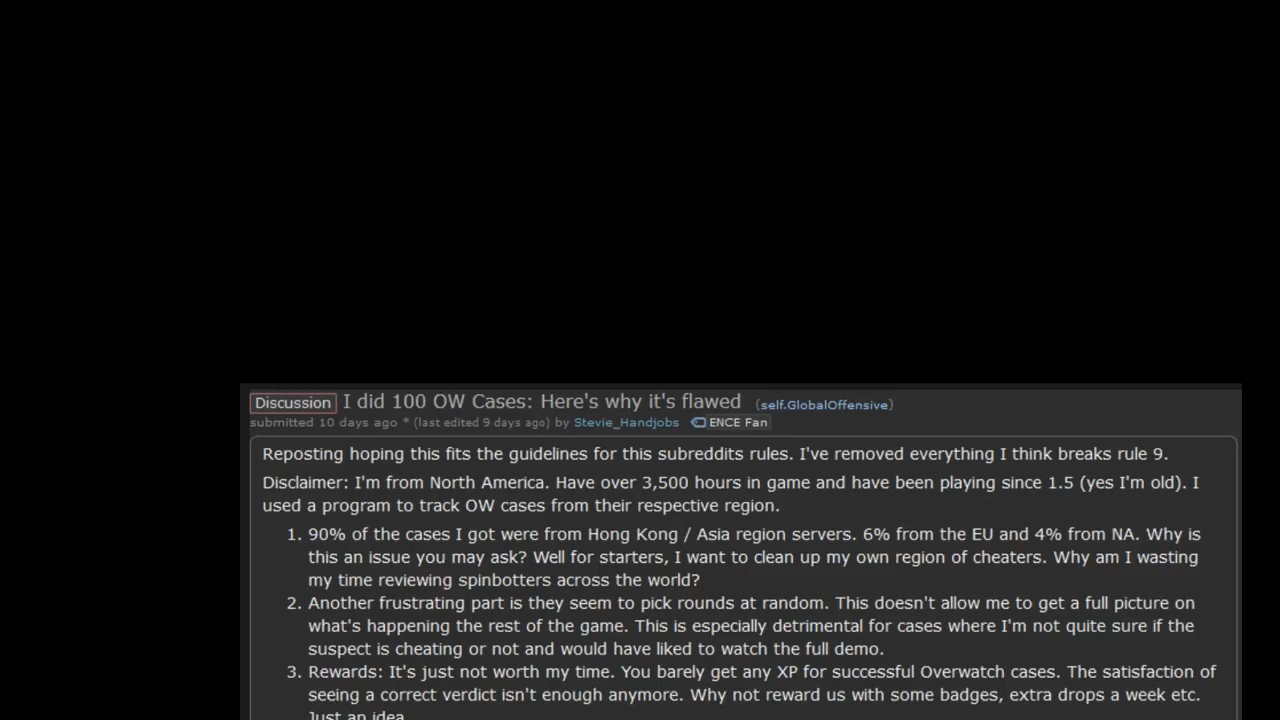 Discussion I did 100 OW Cases: Here's why it's flawed (self.GlobalOffensive)
submitted 10 days ago * (last edited 9 days ago) by Stevie_Handjobs ENCE Fan
Reposting hoping this fits the guidelines for this subreddits rules. I've removed everything I think breaks rule 9.
Disclaimer: I'm from North America. Have over 3,500 hours in game and have been playing since 1.5 (yes I'm old). I
used a program to track OW cases from their respective region.
1. 90% of the cases I got were from Hong Kong / Asia region servers. 6% from the EU and 4% from NA. Why is
this an issue you may ask? Well for starters, I want to clean up my own region of cheaters. Why am I wasting
my time reviewing spinbotters across the world?
2. Another frustrating part is they seem to pick rounds at random. This doesn't allow me to get a full picture on
what's happening the rest of the game. This is especially detrimental for cases where I'm not quite sure if the
suspect is cheating or not and would have liked to watch the full demo.
3. Rewards: It's just not worth my time. You barely get any XP for successful Overwatch cases. The satisfaction of
seeing a correct verdict isn't enough anymore. Why not reward us with some badges, extra drops a week etc.
Just an idea